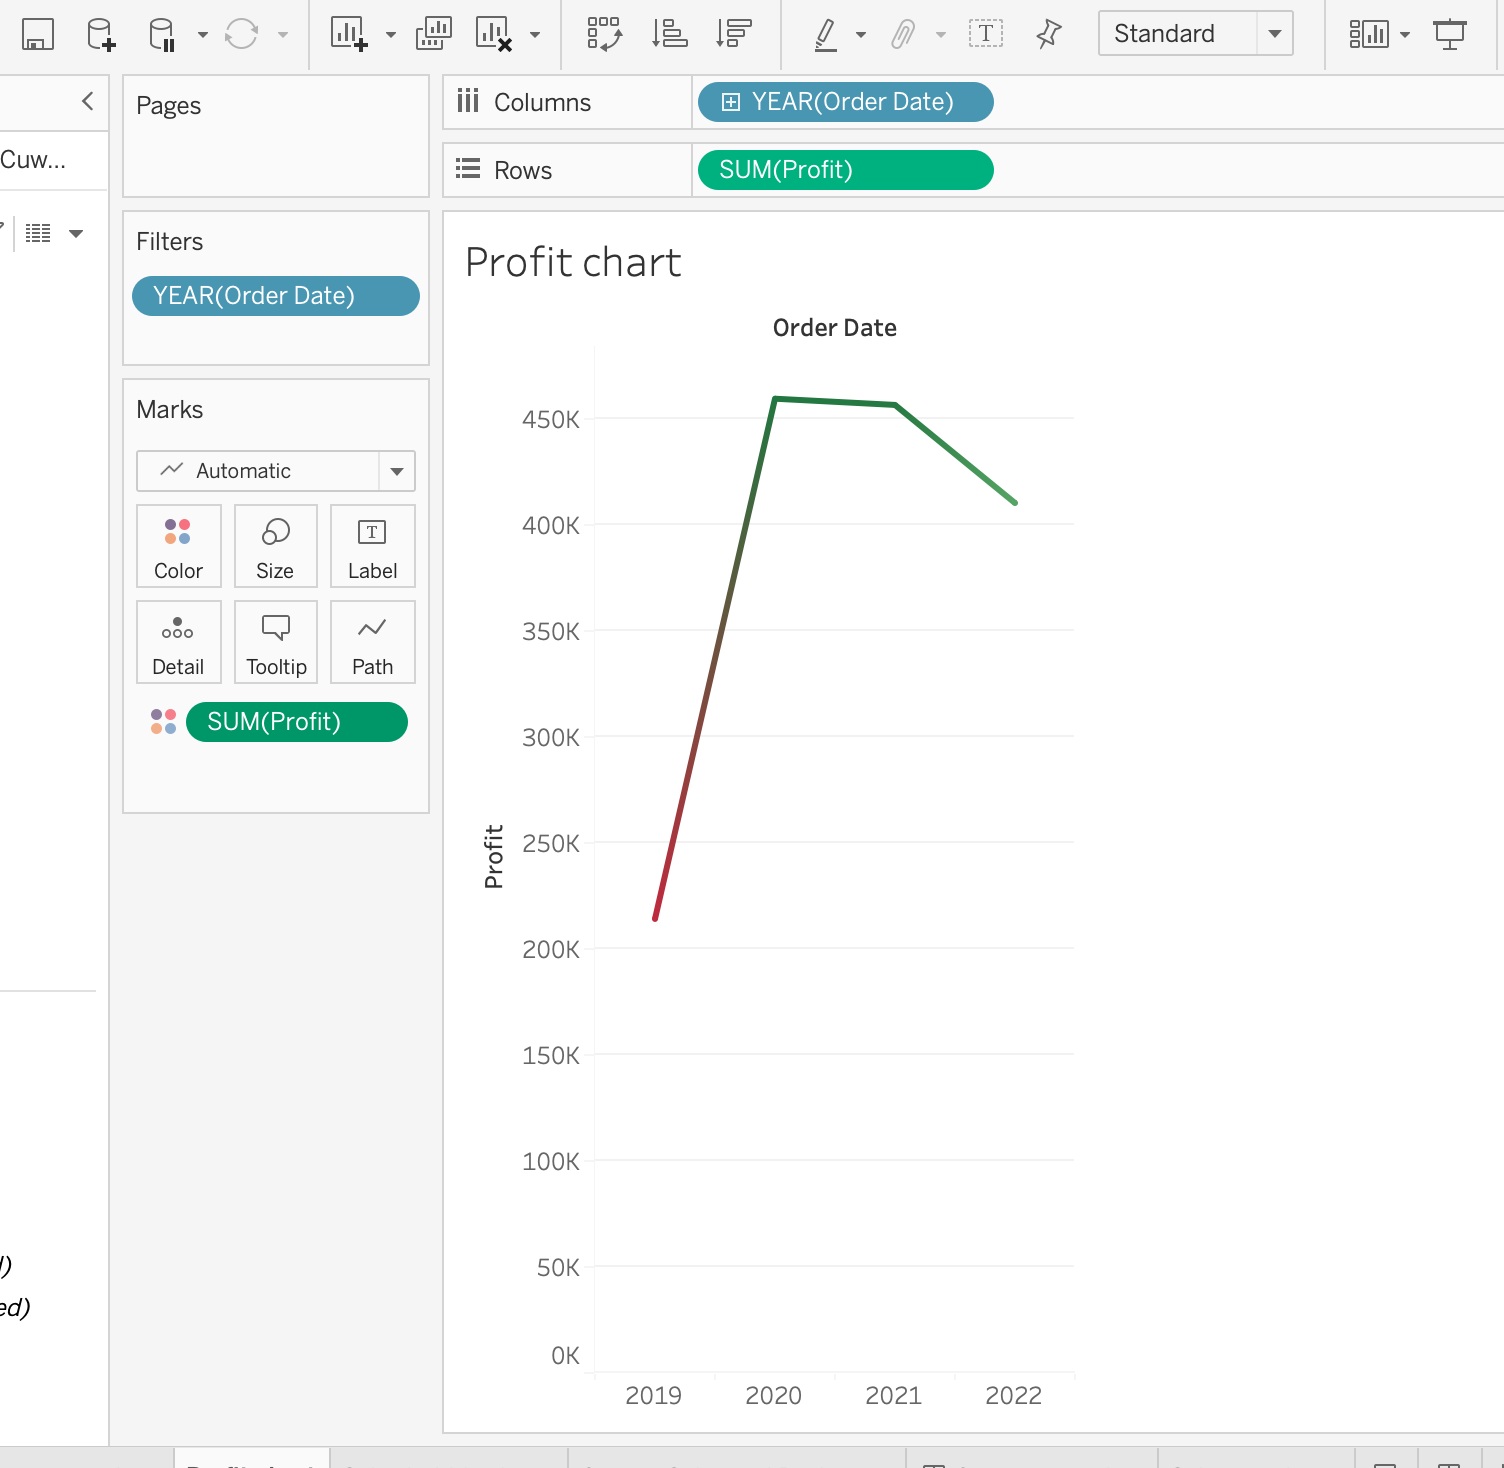 Standard
Cuw...
Pages
Columns
YEAR(Order Date)
Rows
SUM(Profit)
Filters
YEAR(Order Date)
Marks
Automatic
Color
Size
Label
Detail
Tooltip
Path
SUM(Profit)
Profit chart
Order Date
Profit
450K
400K
350K
300K
250K
200K
150K
100K
50K
0K
2019
2020
2021
2022
ed)